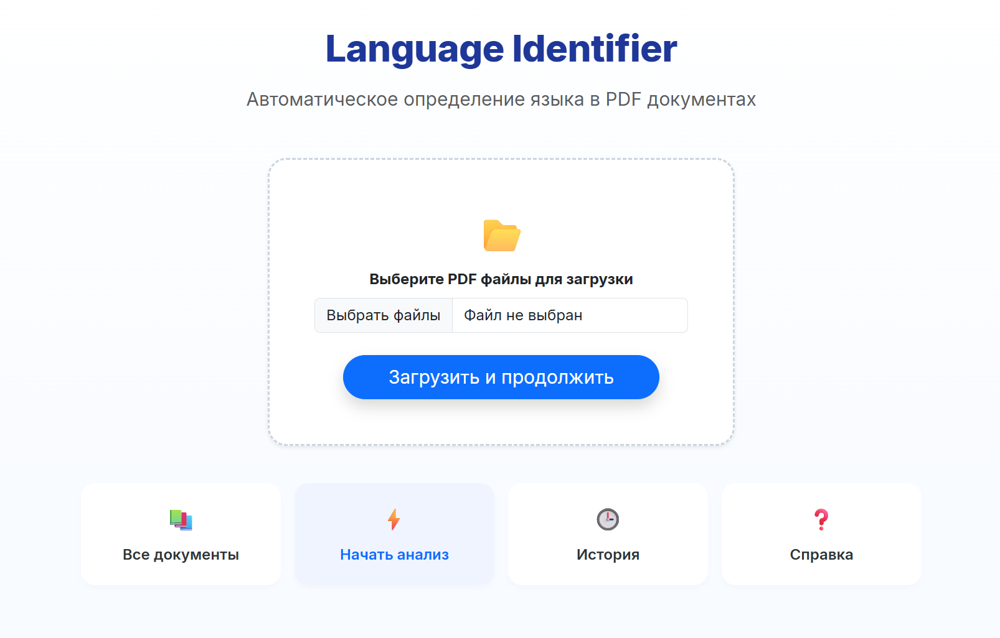 Language Identifier
Автоматическое определение языка в PDF документах
Выберите PDF файлы для загрузки
Выбрать файлы Файл не выбран
Загрузить и продолжить
Все документы Начать анализ История Справка